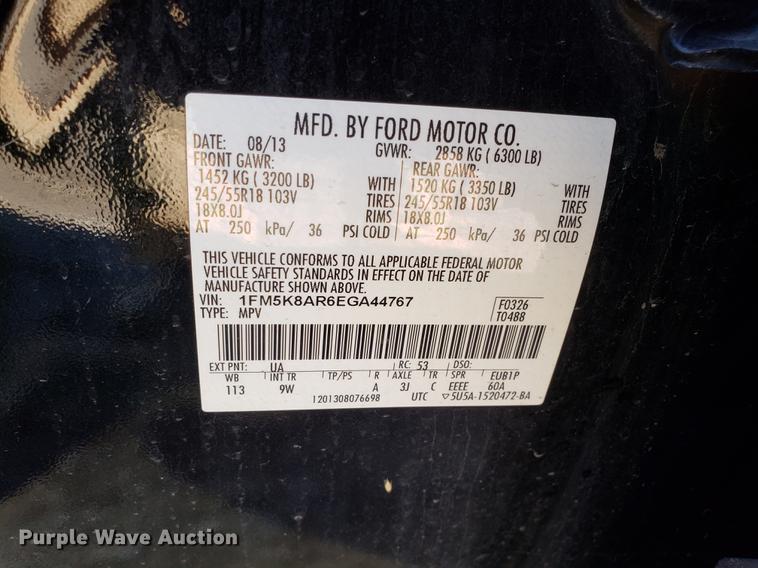 MFD. BY FORD MOTOR CO.
DATE: 08/13 GVWR: 2858 KG ( 6300 LB)
FRONT GAWR: REAR GAWR:
1452 KG ( 3200 LB) WITH 1520 KG ( 3350 LB) WITH
245/55R18 103V TIRES 245/55R18 103V TIRES
18X8.0J RIMS 18X8.0J RIMS
AT 250 kPa/ 36 PSI COLD AT 250 kPa/ 36 PSI COLD
THIS VEHICLE CONFORMS TO ALL APPLICABLE FEDERAL MOTOR
VEHICLE SAFETY STANDARDS IN EFFECT ON THE DATE OF
MANUFACTURE SHOWN ABOVE.
VIN: 1FM5K8AR6EGA44767 F0326
TYPE: MPV T0488
EXT PNT: UA RC: 53 DSO:
WB INT TR TP/PS R AXLE TR SPR EUB1P
113 9W A 3J C EEEE 60A
1201308076698 UTC ▽5U5A-1520472-BA
Purple Wave Auction